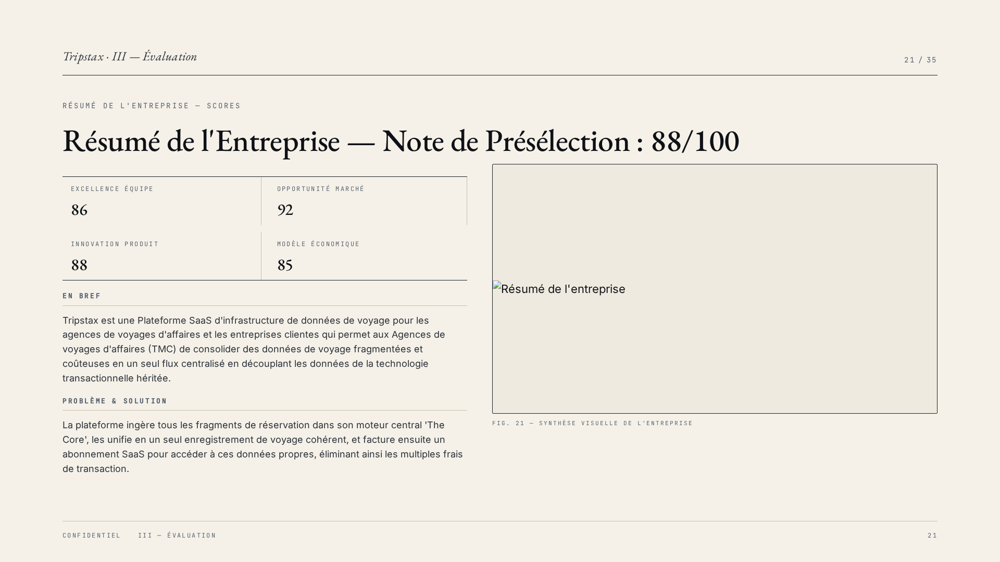 Tripstax · III — Évaluation
21 / 35
RÉSUMÉ DE L'ENTREPRISE — SCORES
Résumé de l'Entreprise — Note de Présélection : 88/100
EXCELLENCE ÉQUIPE
86
OPPORTUNITÉ MARCHÉ
92
INNOVATION PRODUIT
88
MODÈLE ÉCONOMIQUE
85
EN BREF
Tripstax est une Plateforme SaaS d'infrastructure de données de voyage pour les
agences de voyages d'affaires et les entreprises clientes qui permet aux Agences de
voyages d'affaires (TMC) de consolider des données de voyage fragmentées et
coûteuses en un seul flux centralisé en découplant les données de la technologie
transactionnelle héritée.
PROBLÈME & SOLUTION
La plateforme ingère tous les fragments de réservation dans son moteur central 'The
Core', les unifie en un seul enregistrement de voyage cohérent, et facture ensuite un
abonnement SaaS pour accéder à ces données propres, éliminant ainsi les multiples frais
de transaction.
Résumé de l'entreprise
FIG. 21 — SYNTHÈSE VISUELLE DE L'ENTREPRISE
CONFIDENTIEL III — ÉVALUATION
21